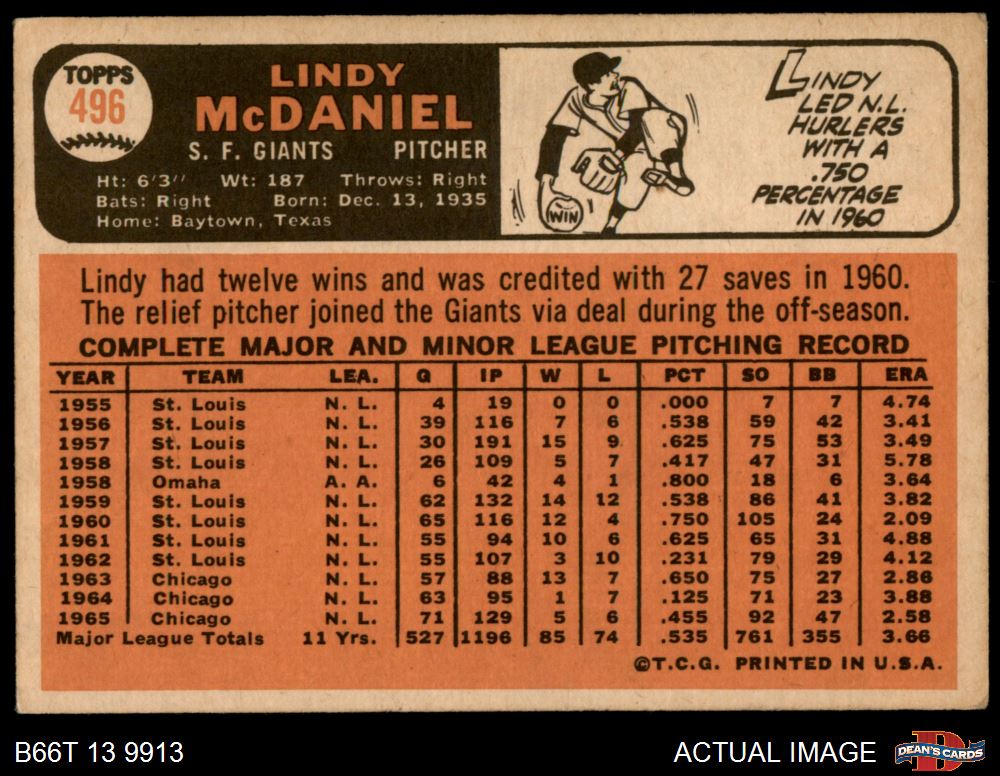 TOPPS
496
LINDY
McDANIEL
S. F. GIANTS PITCHER
Ht: 6'3" Wt: 187 Throws: Right
Bats: Right Born: Dec. 13, 1935
Home: Baytown, Texas
WIN
LINDY
LED N.L.
HURLERS
WITH A
.750
PERCENTAGE
IN 1960
Lindy had twelve wins and was credited with 27 saves in 1960.
The relief pitcher joined the Giants via deal during the off-season.
COMPLETE MAJOR AND MINOR LEAGUE PITCHING RECORD
YEAR TEAM LEA. G IP W L PCT SO BB ERA
1955 St. Louis N. L. 4 19 0 0 .000 7 7 4.74
1956 St. Louis N. L. 39 116 7 6 .538 59 42 3.41
1957 St. Louis N. L. 30 191 15 9 .625 75 53 3.49
1958 St. Louis N. L. 26 109 5 7 .417 47 31 5.78
1958 Omaha A. A. 6 42 4 1 .800 18 6 3.64
1959 St. Louis N. L. 62 132 14 12 .538 86 41 3.82
1960 St. Louis N. L. 65 116 12 4 .750 105 24 2.09
1961 St. Louis N. L. 55 94 10 6 .625 65 31 4.88
1962 St. Louis N. L. 55 107 3 10 .231 79 29 4.12
1963 Chicago N. L. 57 88 13 7 .650 75 27 2.86
1964 Chicago N. L. 63 95 1 7 .125 71 23 3.88
1965 Chicago N. L. 71 129 5 6 .455 92 47 2.58
Major League Totals 11 Yrs. 527 1196 85 74 .535 761 355 3.66
©T.C.G. PRINTED IN U.S.A.
B66T 13 9913 ACTUAL IMAGE DEAN'S CARDS